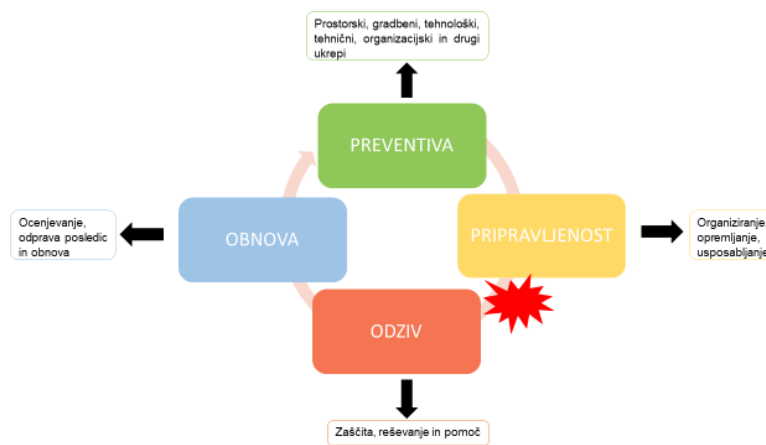 Prostorski, gradbeni, tehnološki,
tehnični, organizacijski in drugi
ukrepi
PREVENTIVA
Ocenjevanje,
odprava posledic
in obnova
OBNOVA
PRIPRAVLJENOST
Organiziranje,
opremljanje,
usposabljanje
ODZIV
Zaščita, reševanje in pomoč